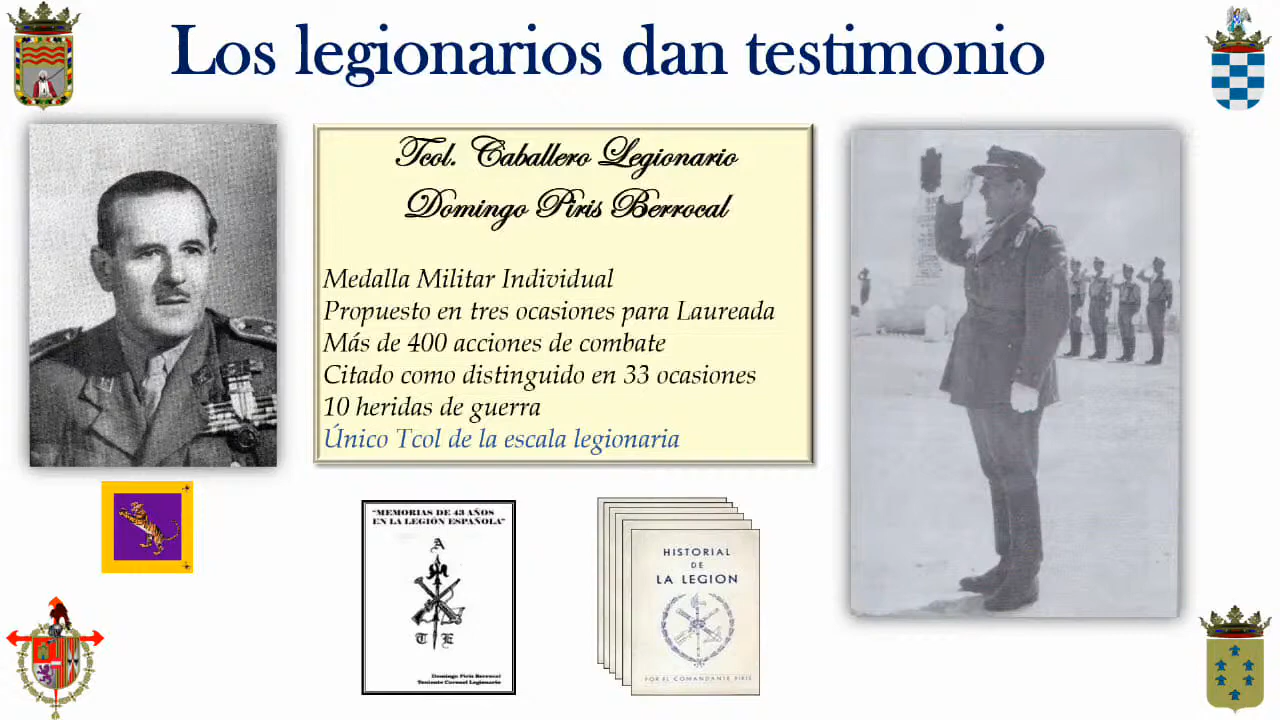 Los legionarios dan testimonio
Tcol. Caballero Legionario
Domingo Piris Berrocal
Medalla Militar Individual
Propuesto en tres ocasiones para Laureada
Más de 400 acciones de combate
Citado como distinguido en 33 ocasiones
10 heridas de guerra
Único Tcol de la escala legionaria
"MEMORIAS DE 43 AÑOS
EN LA LEGIÓN ESPAÑOLA"
A
T E
Domingo Piris Berrocal
Teniente Coronel Legionario
HISTORIAL
DE
LA LEGION
POR EL COMANDANTE PIRIS